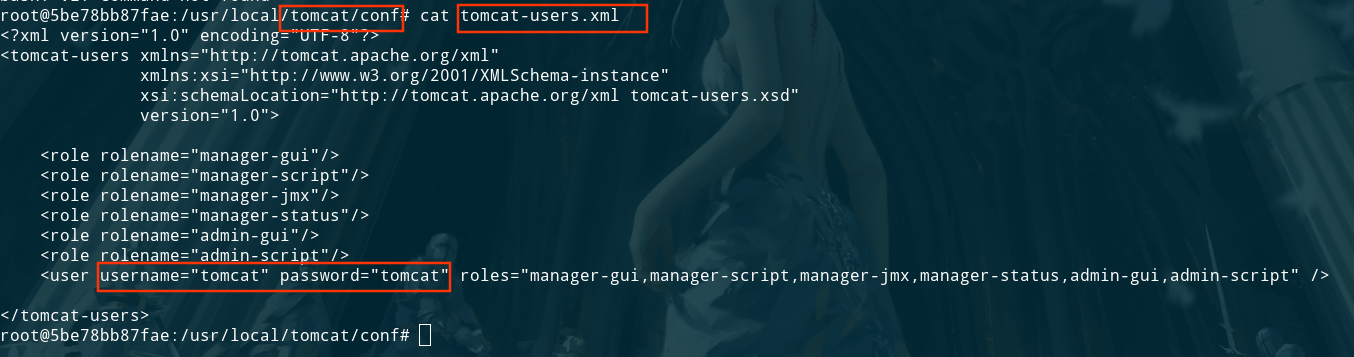 root@5be78bb87fae:/usr/local/tomcat/conf# cat tomcat-users.xml
<?xml version="1.0" encoding="UTF-8"?>
<tomcat-users xmlns="http://tomcat.apache.org/xml"
              xmlns:xsi="http://www.w3.org/2001/XMLSchema-instance"
              xsi:schemaLocation="http://tomcat.apache.org/xml tomcat-users.xsd"
              version="1.0">
    <role rolename="manager-gui"/>
    <role rolename="manager-script"/>
    <role rolename="manager-jmx"/>
    <role rolename="manager-status"/>
    <role rolename="admin-gui"/>
    <role rolename="admin-script"/>
    <user username="tomcat" password="tomcat" roles="manager-gui,manager-script,manager-jmx,manager-status,admin-gui,admin-script" />
</tomcat-users>
root@5be78bb87fae:/usr/local/tomcat/conf#